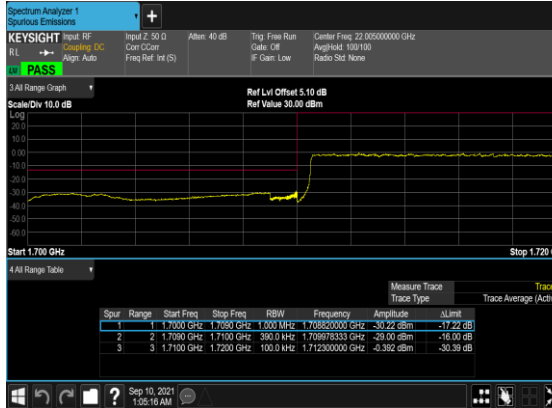 Spectrum Analyzer 1
Spurious Emissions
+
KEYSIGHT Input: RF Input Z: 50 Ω Atten: 40 dB Trig: Free Run Center Freq: 22.005000000 GHz
RL Coupling: DC Corr CCorr Gate: Off Avg|Hold: 100/100
Align: Auto Freq Ref: Int (S) IF Gain: Low Radio Std: None
PASS
3 All Range Graph Ref Lvl Offset 5.10 dB
Scale/Div 10.0 dB Ref Value 30.00 dBm
Log
20.0
10.0
0.00
-10.0
-20.0
-30.0
-40.0
-50.0
-60.0
Start 1.700 GHz Stop 1.720
4 All Range Table
Measure Trace Trace
Trace Type Trace Average (Activ
Spur Range Start Freq Stop Freq RBW Frequency Amplitude ΔLimit
1 1 1.7000 GHz 1.7090 GHz 1.000 MHz 1.708820000 GHz -30.22 dBm -17.22 dB
2 2 1.7090 GHz 1.7100 GHz 390.0 kHz 1.709978333 GHz -29.00 dBm -16.00 dB
3 3 1.7100 GHz 1.7200 GHz 100.0 kHz 1.712300000 GHz -0.392 dBm -30.39 dB
? Sep 10, 2021
1:05:16 AM